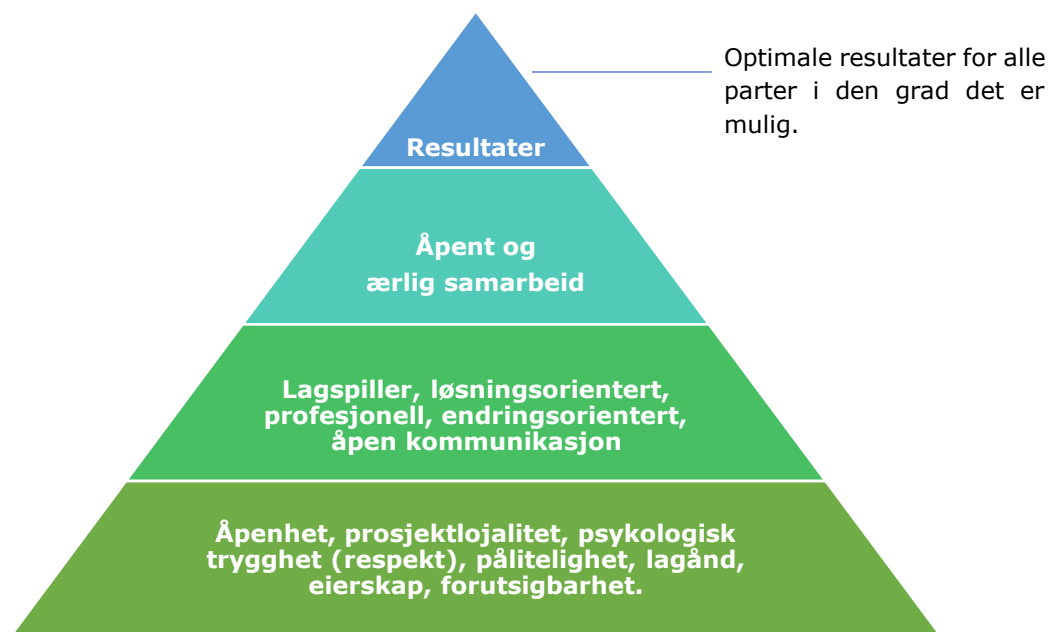 Optimale resultater for alle
parter i den grad det er
mulig.
Resultater
Åpent og
ærlig samarbeid
Lagspiller, løsningsorientert,
profesjonell, endringsorientert,
åpen kommunikasjon
Åpenhet, prosjektlojalitet, psykologisk
trygghet (respekt), pålitelighet, lagånd,
eierskap, forutsigbarhet.